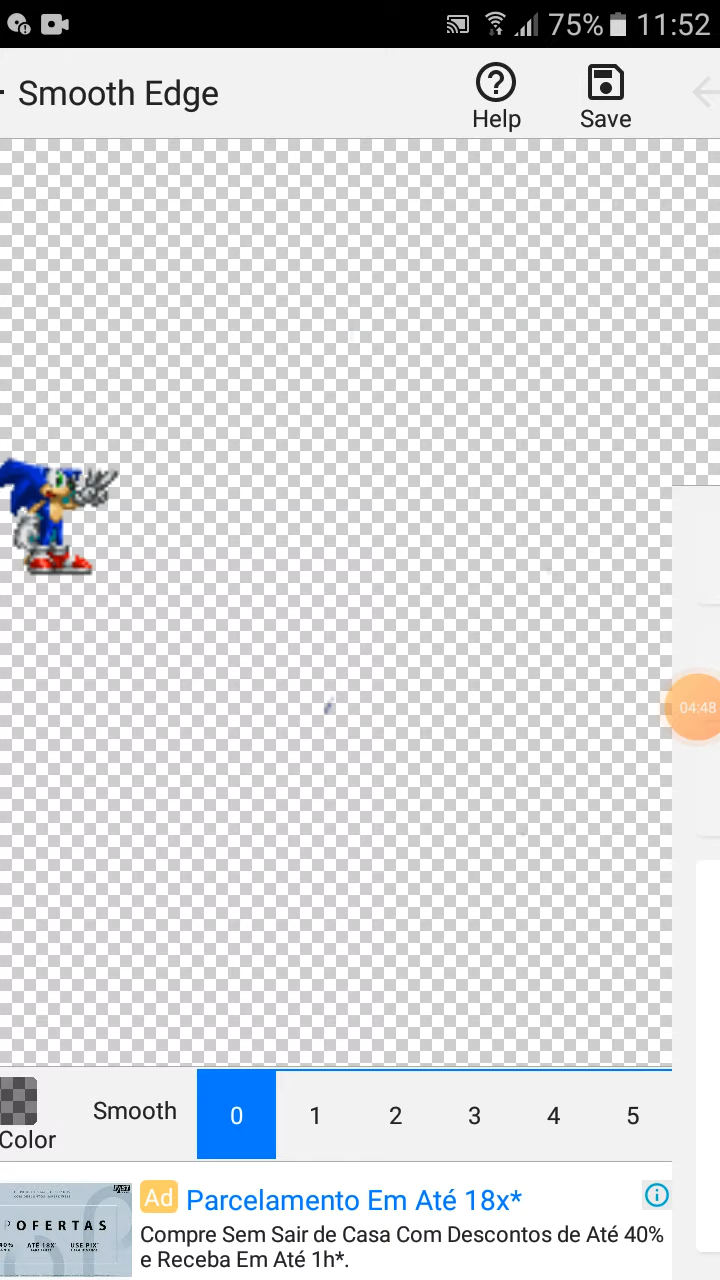 75% 11:52
Smooth Edge
Help
Save
04:48
Color
Smooth
0
1
2
3
4
5
OFERTAS
Ad Parcelamento Em Até 18x*
Compre Sem Sair de Casa Com Descontos de Até 40%
e Receba Em Até 1h*.